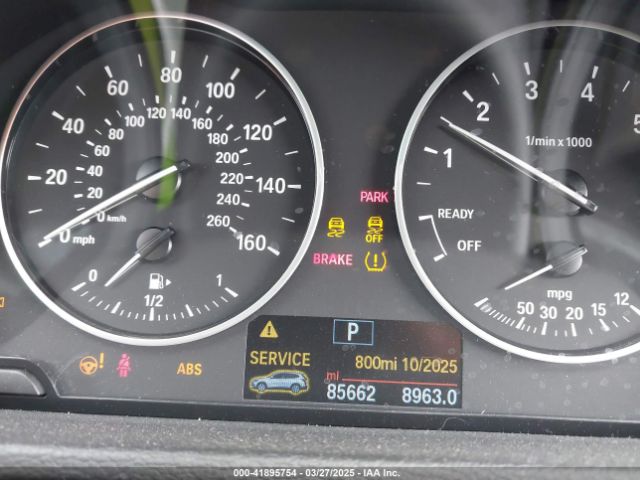 60 80 100
40 120
20 140
0 mph 160
20 40 60 80 100 120 140 160 180 200 220 240 260
0 km/h
0 1/2 1
1 2 3 4 5
1/min x 1000
READY
OFF
50 30 20 15 12
mpg
PARK
OFF
BRAKE
ABS
P
SERVICE 800mi 10/2025
ml
85662 8963.0
000-41895754 - 03/27/2025 - IAA Inc.